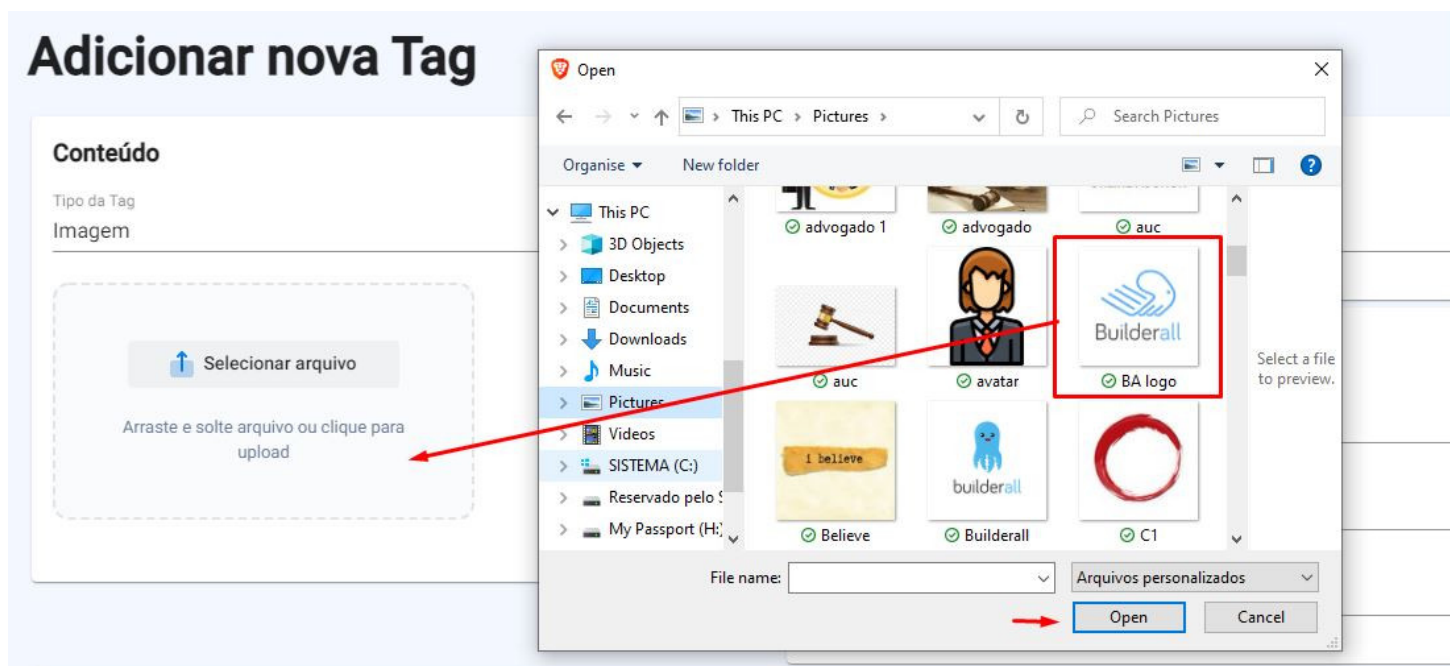 Adicionar nova Tag
Conteúdo
Tipo da Tag
Imagem
Selecionar arquivo
Arraste e solte arquivo ou clique para
upload
Open
This PC > Pictures >
Search Pictures
Organise
New folder
This PC
3D Objects
Desktop
Documents
Downloads
Music
Pictures
Videos
SISTEMA (C:)
Reservado pelo
My Passport (H:)
advogado 1
advogado
auc
auc
avatar
Builderall
BA logo
i believe
Believe
builderall
Builderall
C1
Select a file
to preview.
File name:
Arquivos personalizados
Open
Cancel